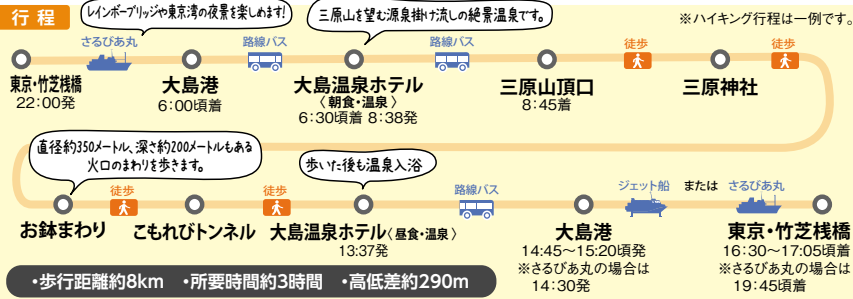 行程
レインボーブリッジや東京湾の夜景を楽しめます!
三原山を望む源泉掛け流しの絶景温泉です。
※ハイキング行程は一例です。
さるびあ丸
路線バス
路線バス
徒歩
徒歩
東京・竹芝桟橋
22:00発
大島港
6:00頃着
大島温泉ホテル
〈朝食・温泉〉
6:30頃着 8:38発
三原山頂口
8:45着
三原神社
直径約350メートル、深さ約200メートルもある
火口のまわりを歩きます。
歩いた後も温泉入浴
徒歩
徒歩
路線バス
ジェット船 または さるびあ丸
お鉢まわり
こもれびトンネル
大島温泉ホテル〈昼食・温泉〉
13:37発
大島港
14:45〜15:20頃発
※さるびあ丸の場合は
14:30発
東京・竹芝桟橋
16:30〜17:05頃着
※さるびあ丸の場合は
19:45頃着
・歩行距離約8km ・所要時間約3時間 ・高低差約290m